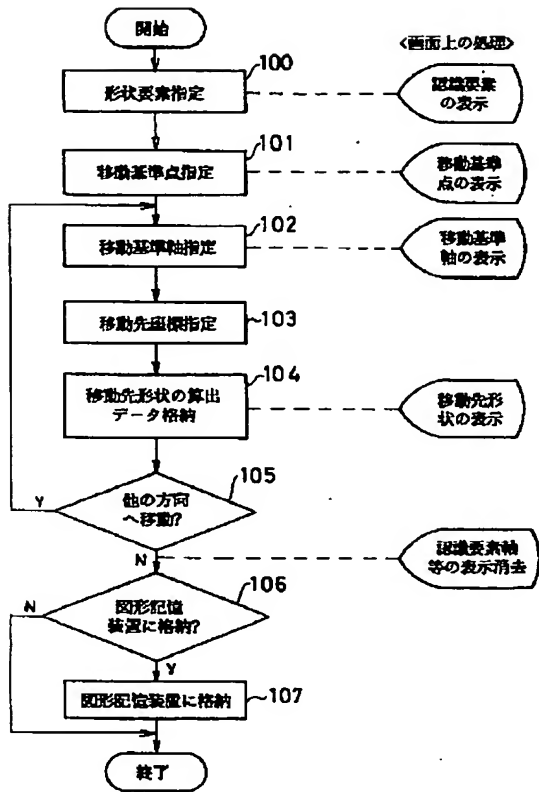 開始
<画面上の処理>
100
形状要素指定
認識要素
の表示
101
移動基準点指定
移動基準
点の表示
102
移動基準軸指定
移動基準
軸の表示
移動先座標指定
103
104
移動先形状の算出
データ格納
移動先形
状の表示
105
他の方向
へ移動?
Y
N
認識要素軸
等の表示消去
106
図形記憶
装置に格納?
N
Y
図形記憶装置に格納
107
終了